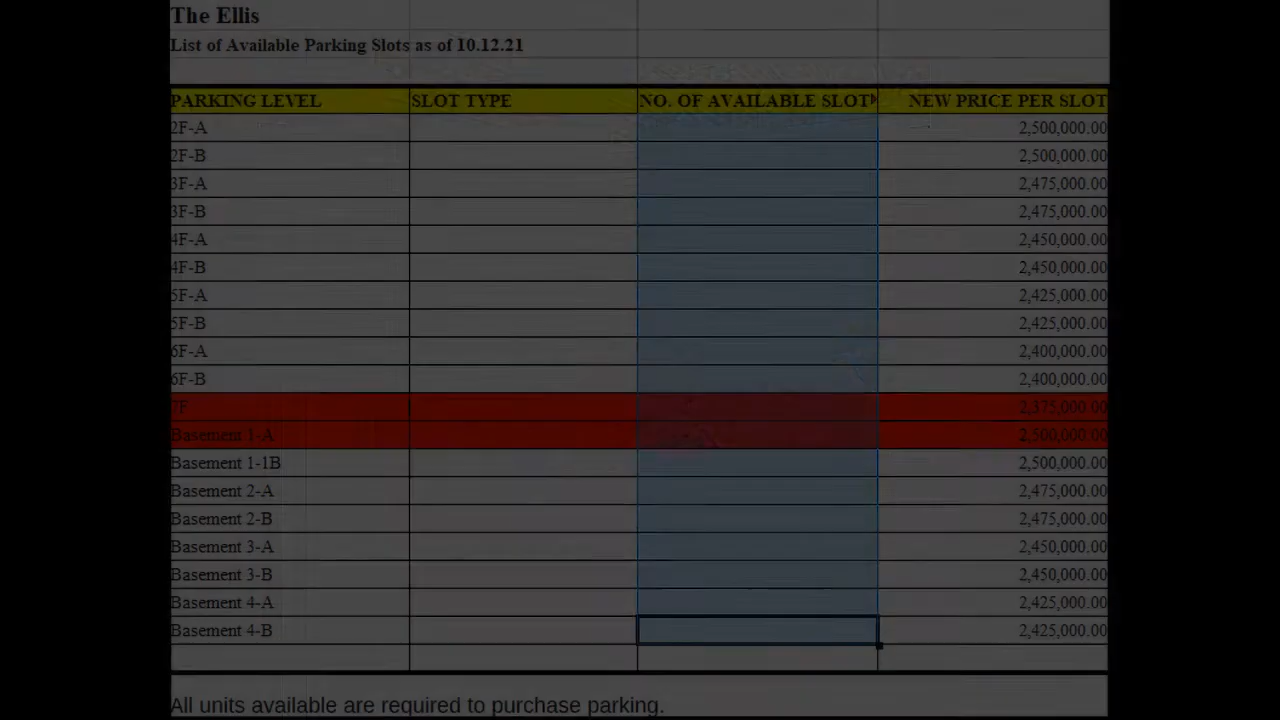 The Ellis
List of Available Parking Slots as of 10.12.21
PARKING LEVEL SLOT TYPE NO. OF AVAILABLE SLOT NEW PRICE PER SLOT
2F-A 2,500,000.00
2F-B 2,500,000.00
3F-A 2,475,000.00
3F-B 2,475,000.00
4F-A 2,450,000.00
4F-B 2,450,000.00
5F-A 2,425,000.00
5F-B 2,425,000.00
6F-A 2,400,000.00
6F-B 2,400,000.00
7F 2,375,000.00
Basement 1-A 2,500,000.00
Basement 1-1B 2,500,000.00
Basement 2-A 2,475,000.00
Basement 2-B 2,475,000.00
Basement 3-A 2,450,000.00
Basement 3-B 2,450,000.00
Basement 4-A 2,425,000.00
Basement 4-B 2,425,000.00
All units available are required to purchase parking.